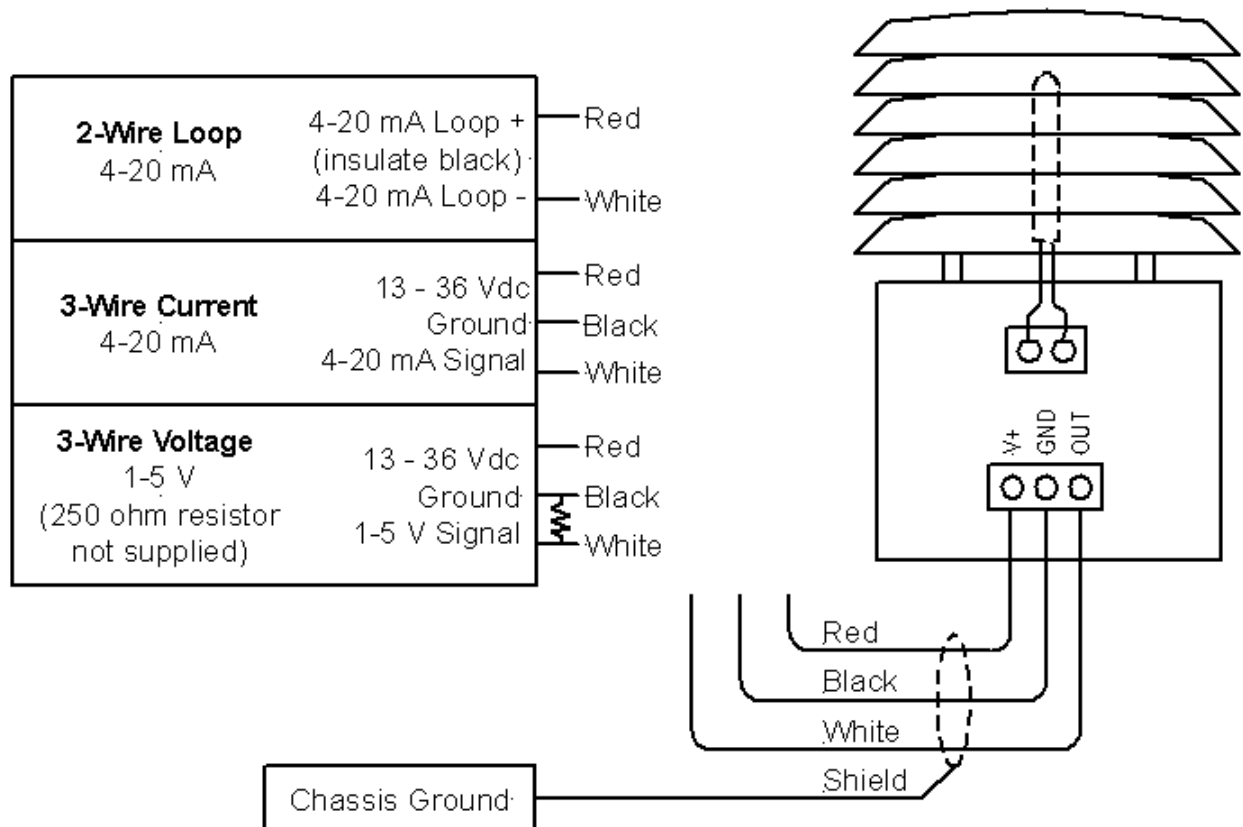 2-Wire Loop
4-20 mA
4-20 mA Loop +
(insulate black)
4-20 mA Loop -
Red
White
3-Wire Current
4-20 mA
13 - 36 Vdc
Ground
4-20 mA Signal
Red
Black
White
3-Wire Voltage
1-5 V
(250 ohm resistor
not supplied)
13 - 36 Vdc
Ground
1-5 V Signal
Red
Black
White
V+
GND
OUT
Red
Black
White
Shield
Chassis Ground